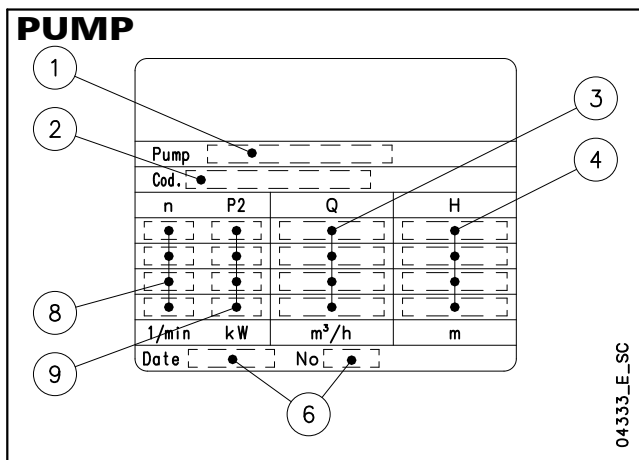 PUMP
1
2
3
4
Pump
Cod.
n P2 Q H
8
1/min kW m³/h m
9
Date No
6
04333_E_SC